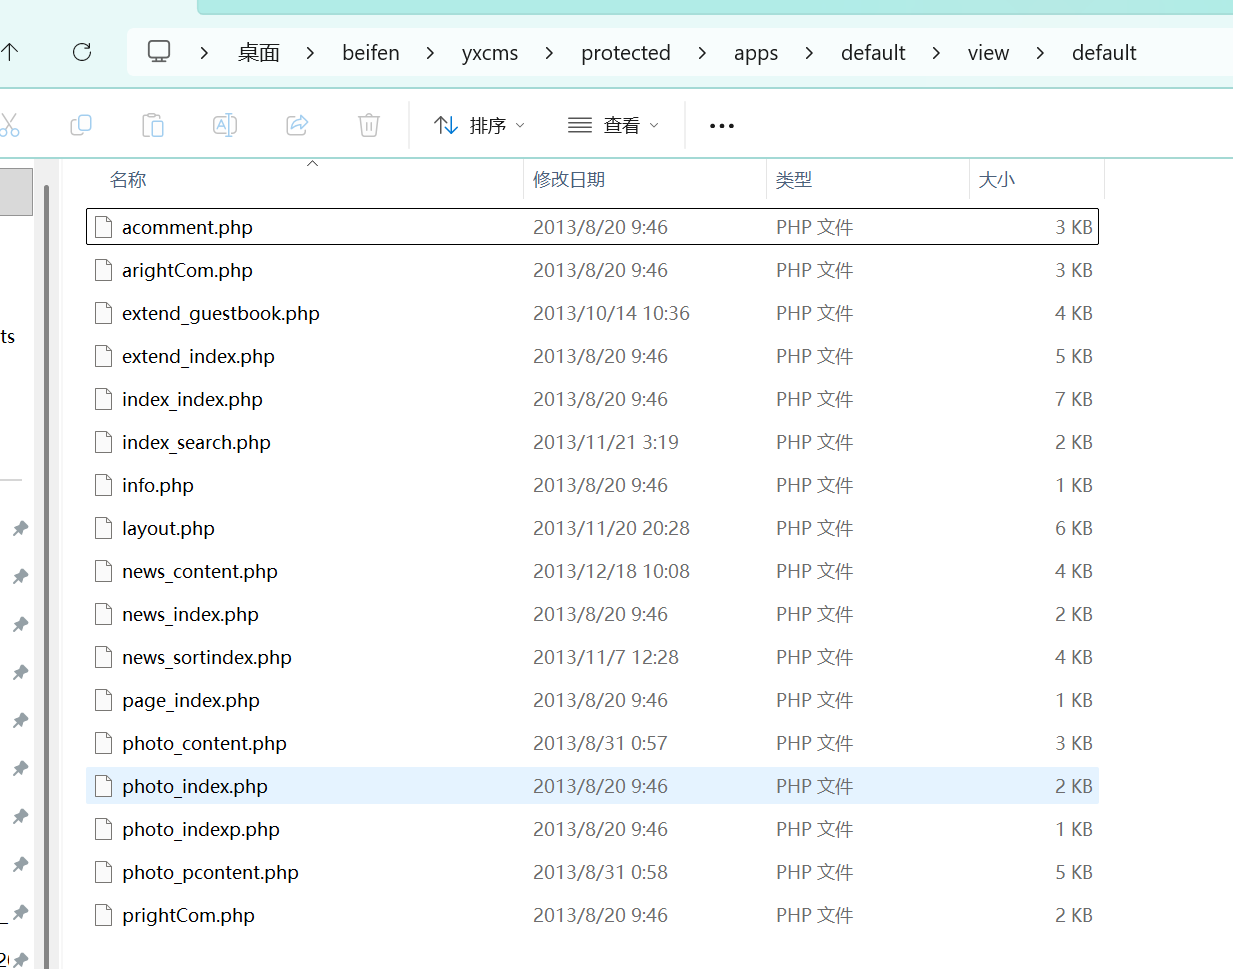 桌面 beifen yxcms protected apps default view default
排序 查看
名称 修改日期 类型 大小
acomment.php 2013/8/20 9:46 PHP 文件 3 KB
arightCom.php 2013/8/20 9:46 PHP 文件 3 KB
extend_guestbook.php 2013/10/14 10:36 PHP 文件 4 KB
ts
extend_index.php 2013/8/20 9:46 PHP 文件 5 KB
index_index.php 2013/8/20 9:46 PHP 文件 7 KB
index_search.php 2013/11/21 3:19 PHP 文件 2 KB
info.php 2013/8/20 9:46 PHP 文件 1 KB
layout.php 2013/11/20 20:28 PHP 文件 6 KB
news_content.php 2013/12/18 10:08 PHP 文件 4 KB
news_index.php 2013/8/20 9:46 PHP 文件 2 KB
news_sortindex.php 2013/11/7 12:28 PHP 文件 4 KB
page_index.php 2013/8/20 9:46 PHP 文件 1 KB
photo_content.php 2013/8/31 0:57 PHP 文件 3 KB
photo_index.php 2013/8/20 9:46 PHP 文件 2 KB
photo_indexp.php 2013/8/20 9:46 PHP 文件 1 KB
photo_pcontent.php 2013/8/31 0:58 PHP 文件 5 KB
prightCom.php 2013/8/20 9:46 PHP 文件 2 KB